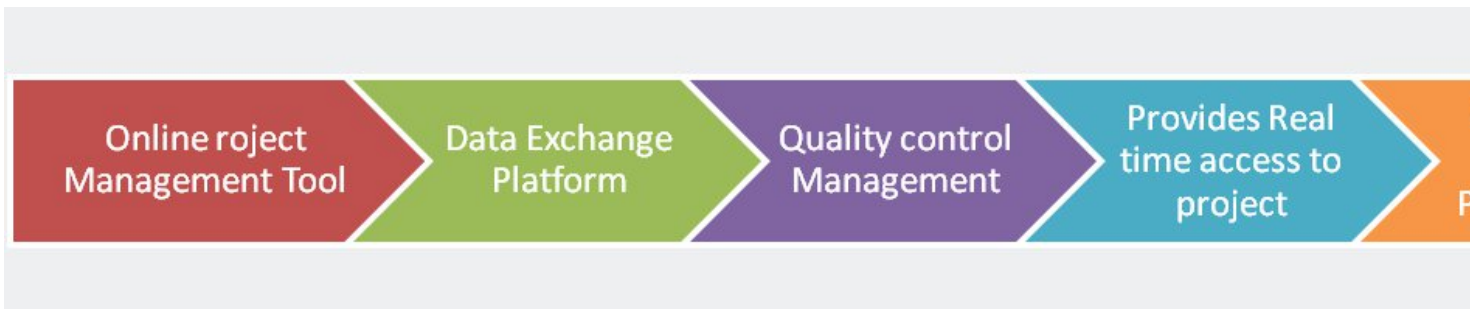 Online roject
Management Tool
Data Exchange
Platform
Quality control
Management
Provides Real
time access to
project